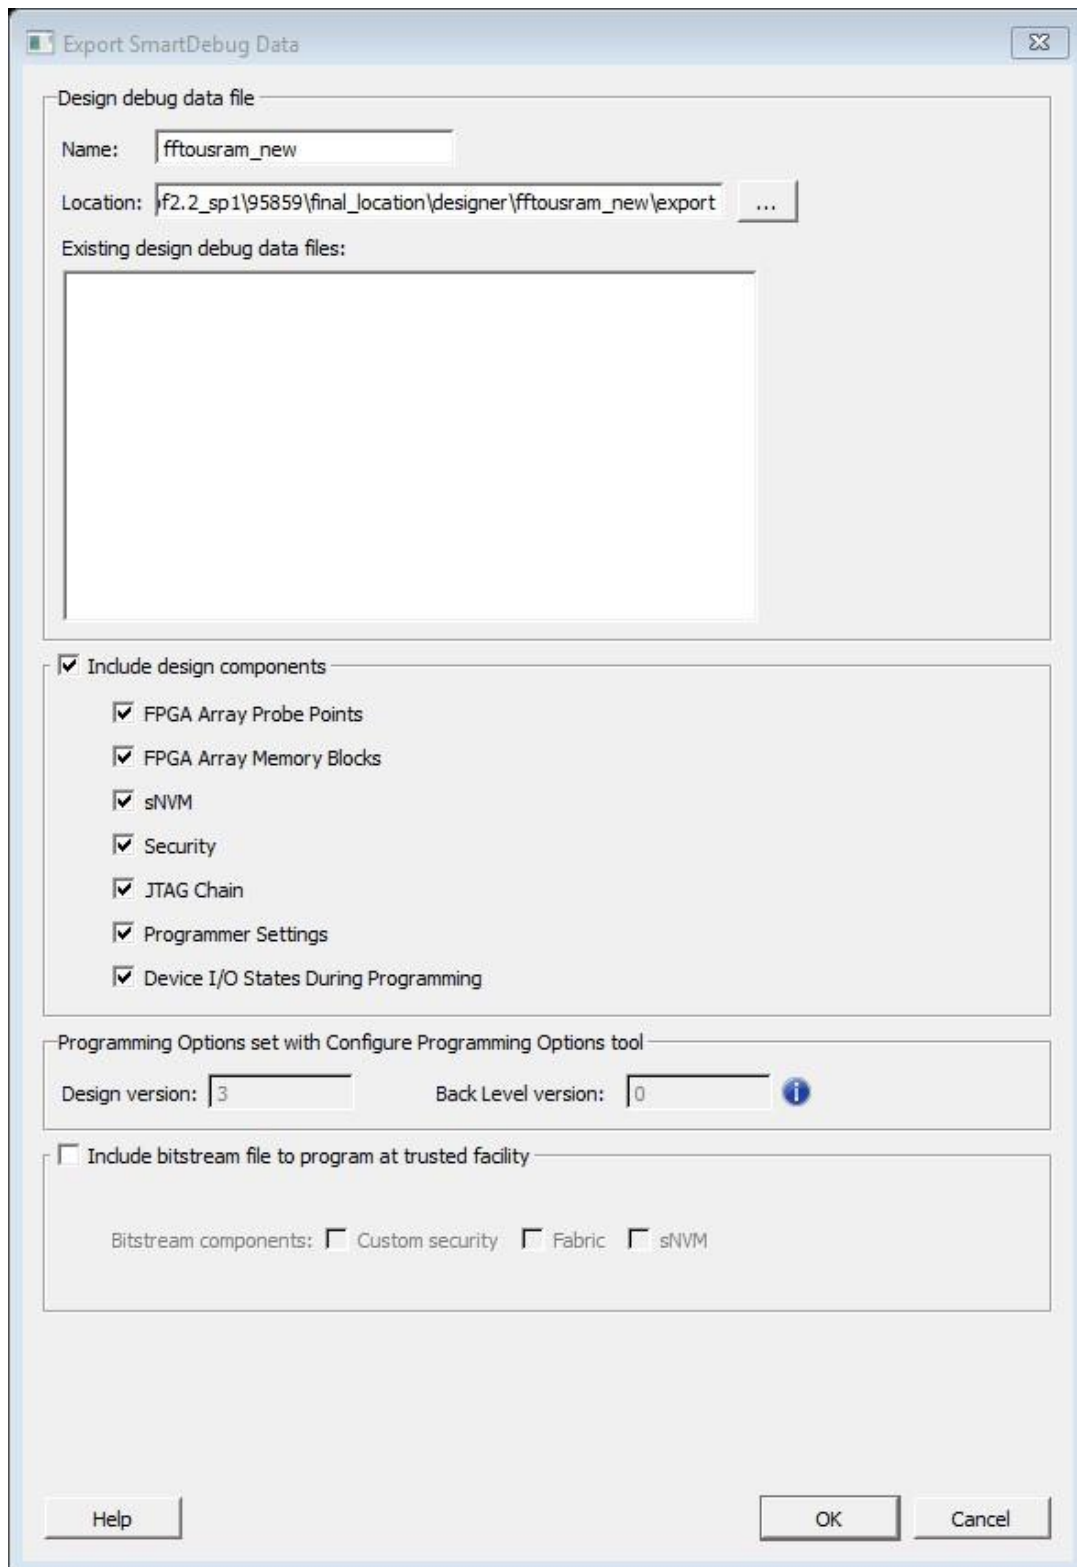 Export SmartDebug Data
Design debug data file
Name: fftousram_new
Location: of2.2_sp1\95859\final_location\designer\fftousram_new\export ...
Existing design debug data files:
Include design components
FPGA Array Probe Points
FPGA Array Memory Blocks
sNVM
Security
JTAG Chain
Programmer Settings
Device I/O States During Programming
Programming Options set with Configure Programming Options tool
Design version: 3 Back Level version: 0
Include bitstream file to program at trusted facility
Bitstream components: Custom security Fabric sNVM
Help OK Cancel